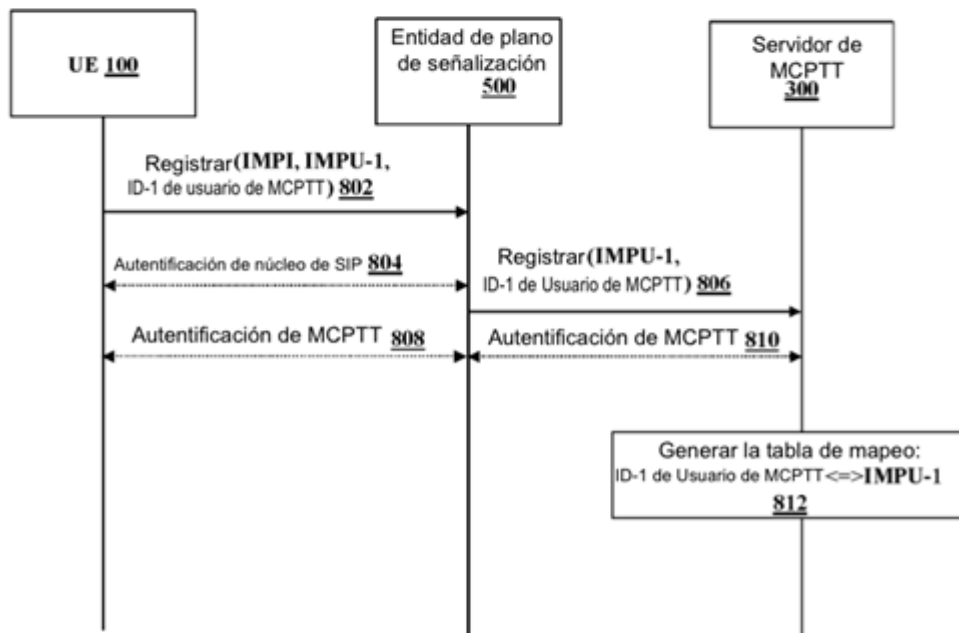 UE 100
Entidad de plano
de señalización
500
Servidor de
MCPTT
300
Registrar(IMPI, IMPU-1,
ID-1 de usuario de MCPTT) 802
Autentificación de núcleo de SIP 804
Registrar(IMPU-1,
ID-1 de Usuario de MCPTT) 806
Autentificación de MCPTT 808
Autentificación de MCPTT 810
Generar la tabla de mapeo:
ID-1 de Usuario de MCPTT<=>IMPU-1
812